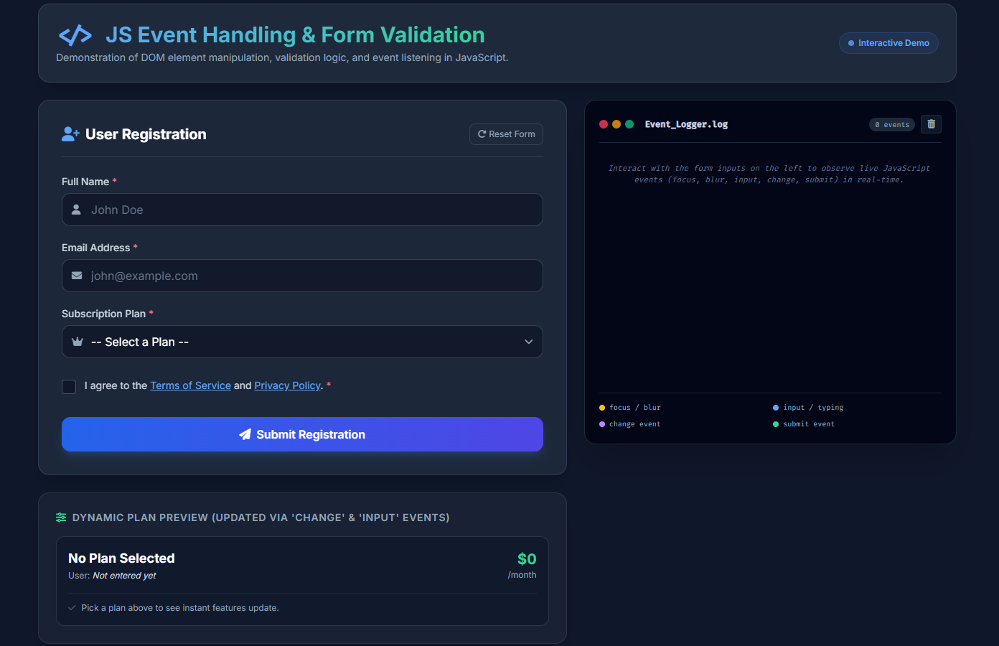 JS Event Handling & Form Validation
Demonstration of DOM element manipulation, validation logic, and event listening in JavaScript.
Interactive Demo
User Registration
Reset Form
Full Name *
John Doe
Email Address *
john@example.com
Subscription Plan *
-- Select a Plan --
I agree to the Terms of Service and Privacy Policy. *
Submit Registration
Event_Logger.log
0 events
Interact with the form inputs on the left to observe live JavaScript
events (focus, blur, input, change, submit) in real-time.
focus / blur
input / typing
change event
submit event
DYNAMIC PLAN PREVIEW (UPDATED VIA 'CHANGE' & 'INPUT' EVENTS)
No Plan Selected
$0
User: Not entered yet
/month
Pick a plan above to see instant features update.